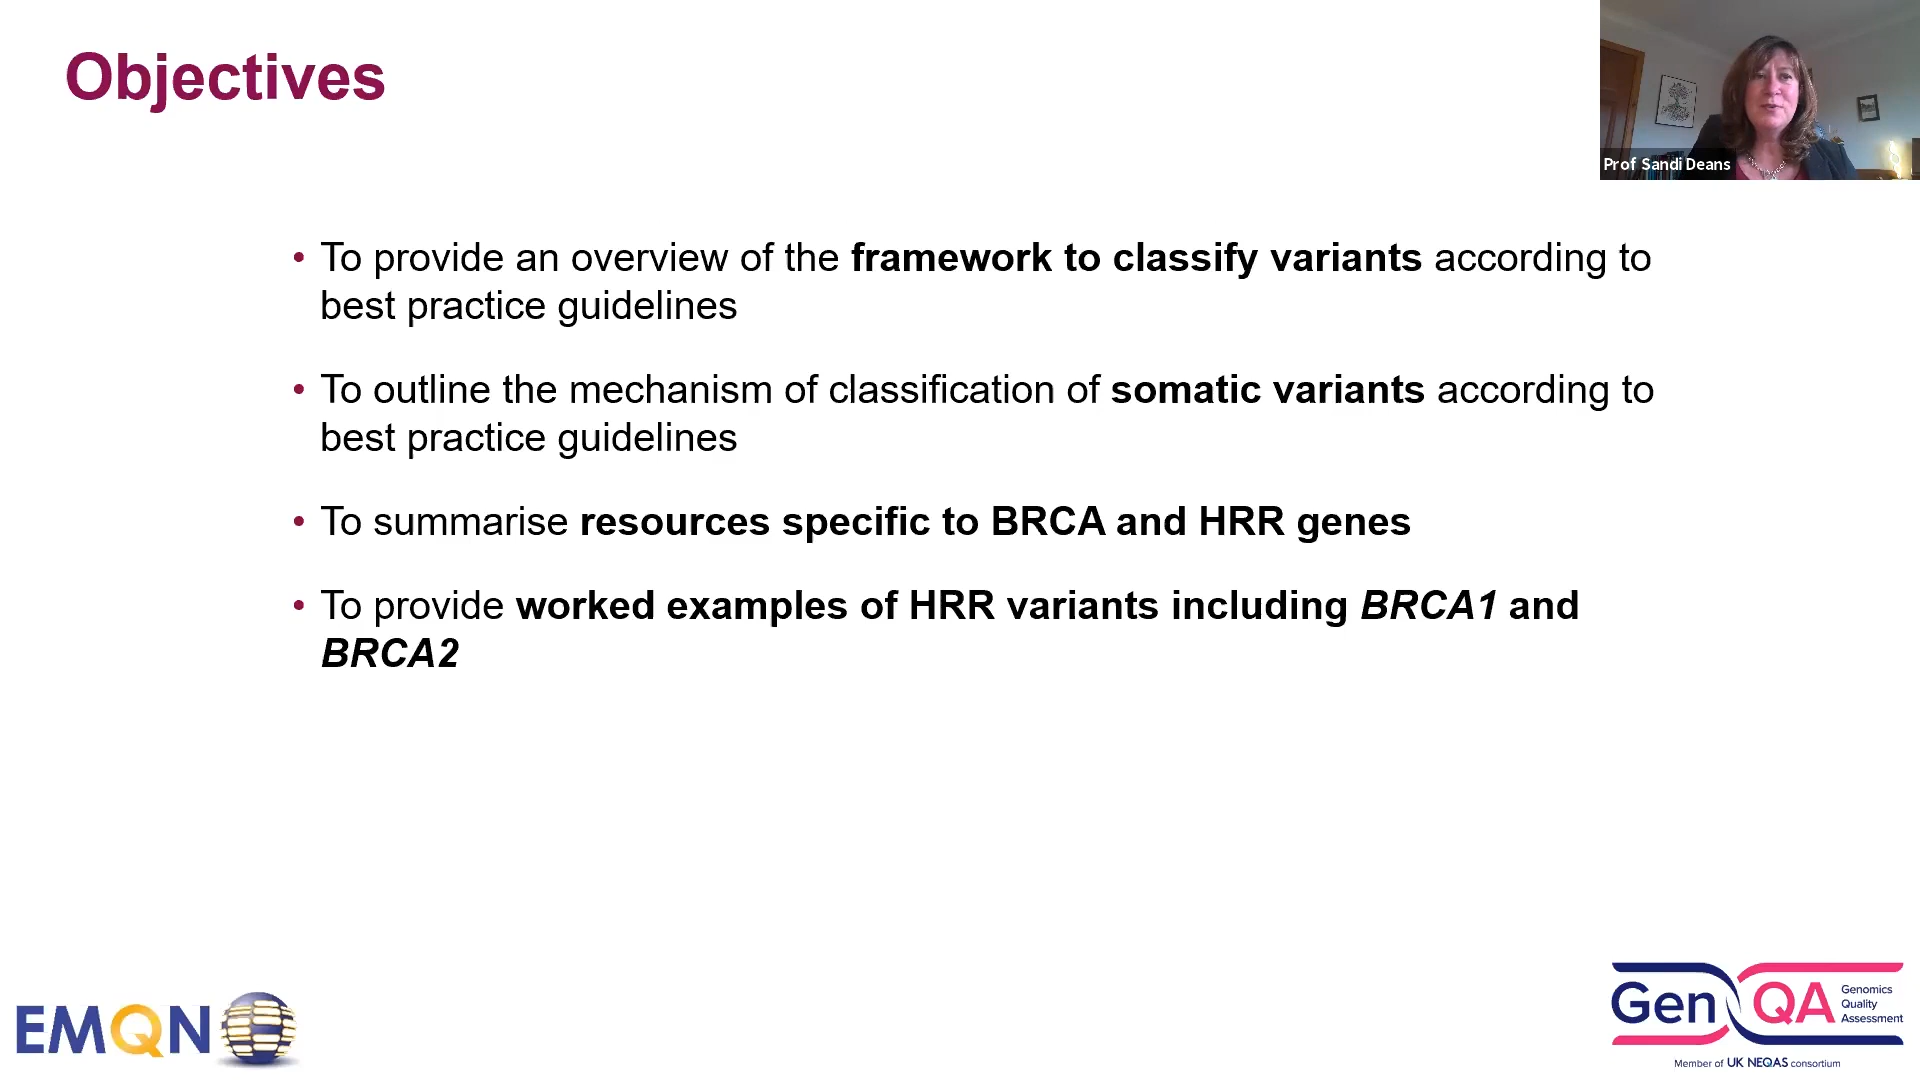 Objectives
Prof Sandi Deans
• To provide an overview of the framework to classify variants according to
best practice guidelines
• To outline the mechanism of classification of somatic variants according to
best practice guidelines
• To summarise resources specific to BRCA and HRR genes
• To provide worked examples of HRR variants including BRCA1 and
BRCA2
EMQN
Gen QA
Genomics
Quality
Assessment
Member of UK NEQAS consortium